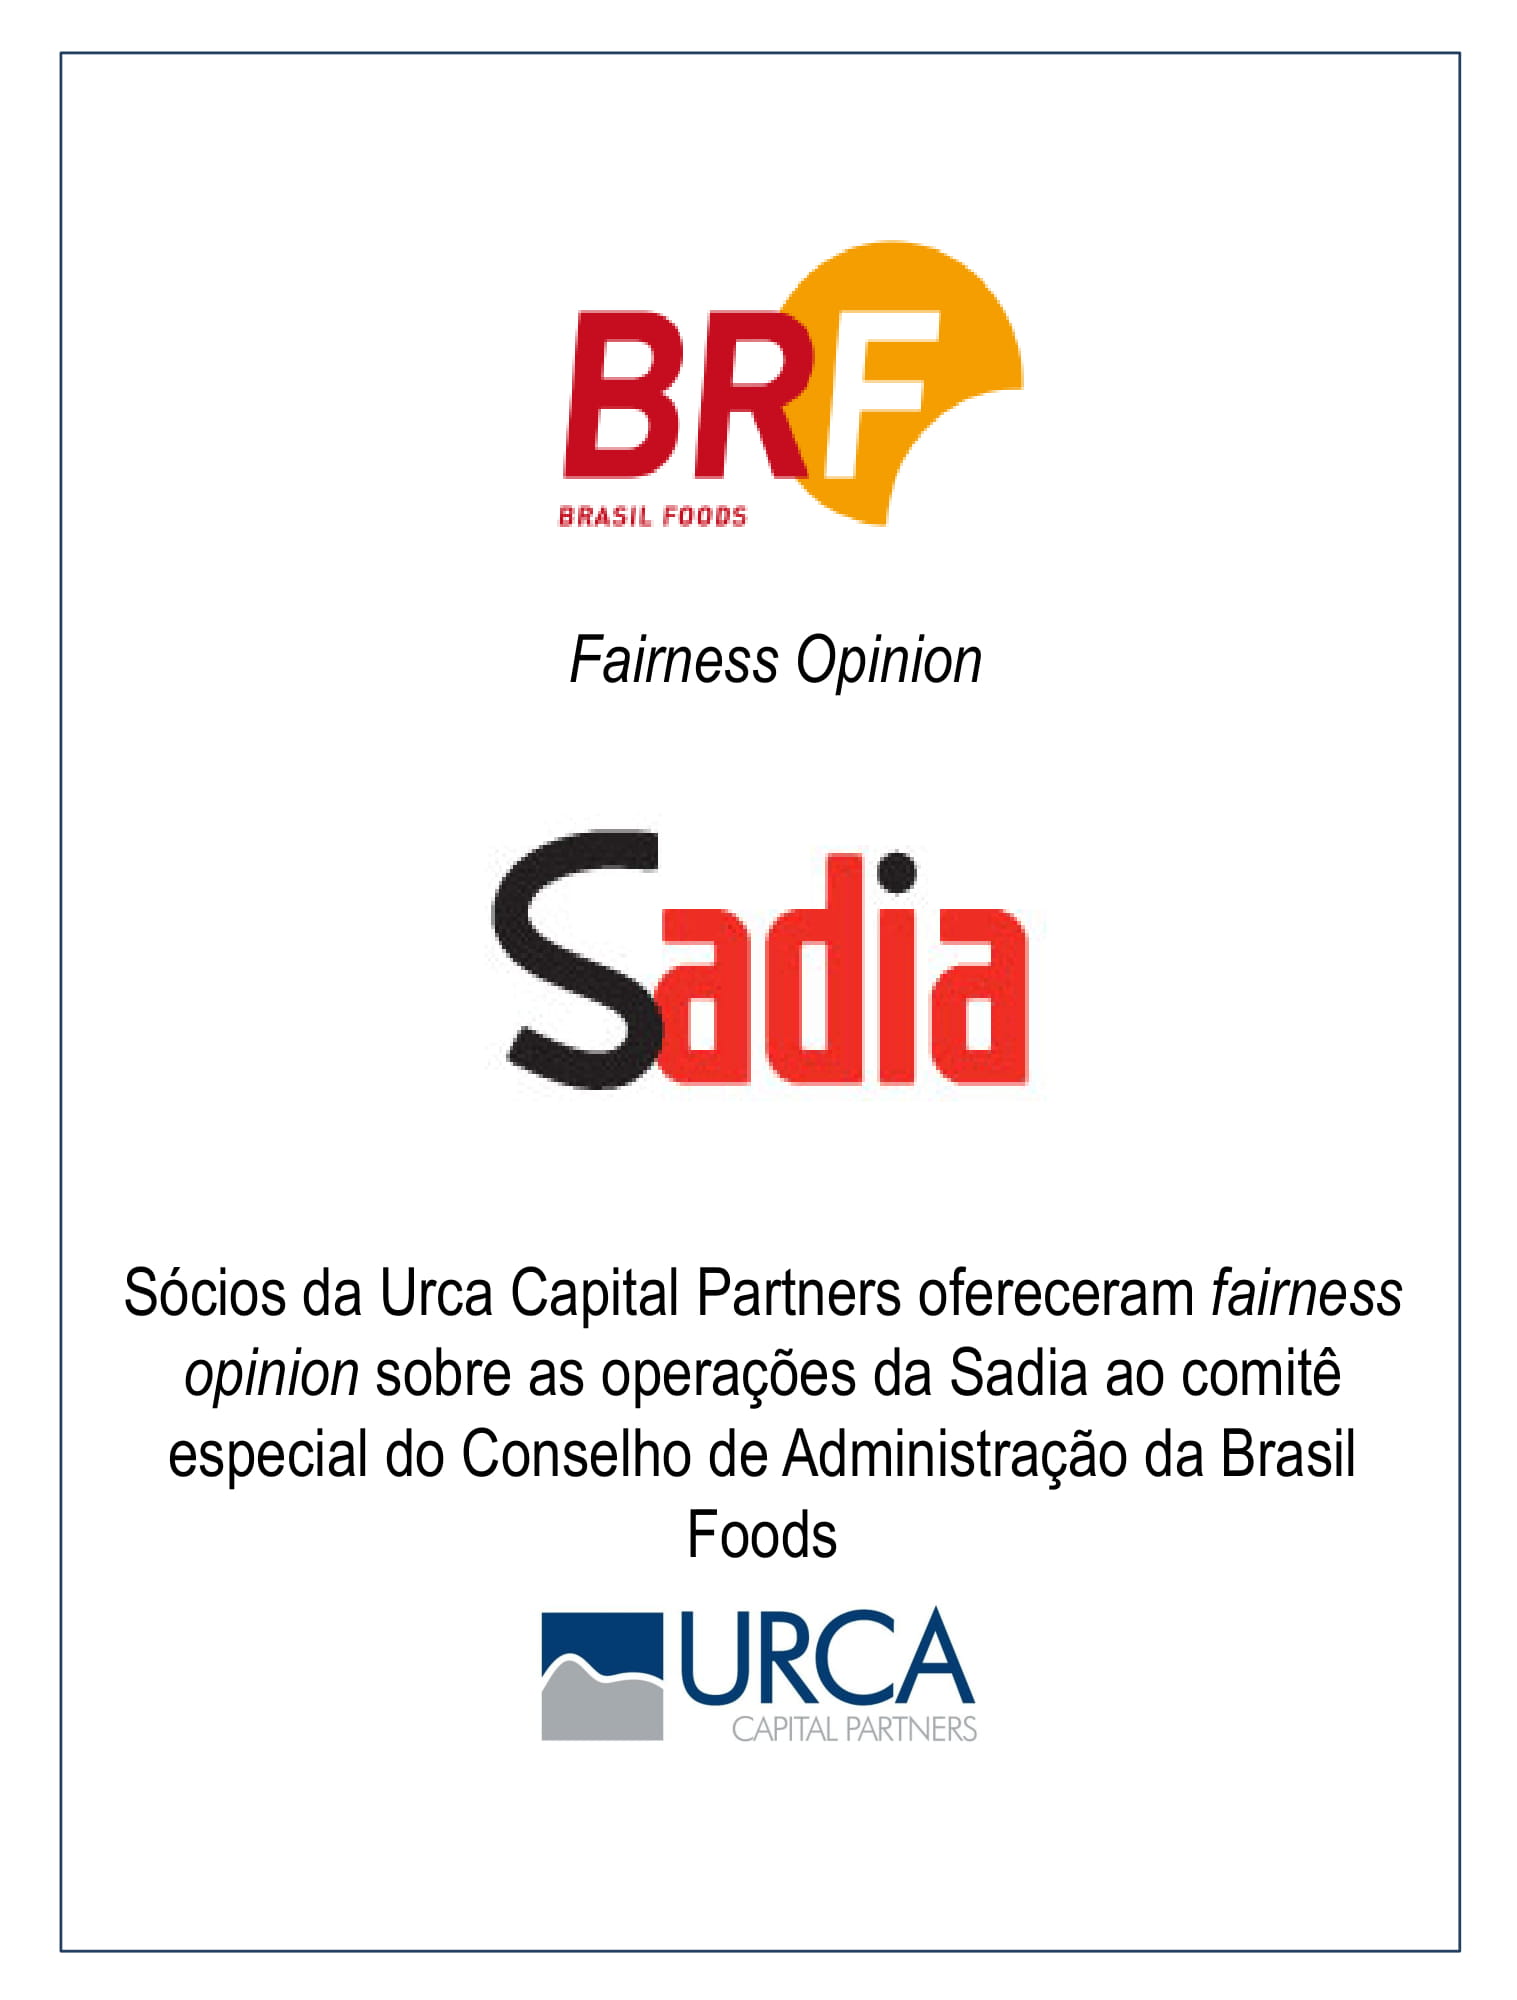 BRF
BRASIL FOODS
Fairness Opinion
Sadia
Sócios da Urca Capital Partners ofereceram fairness
opinion sobre as operações da Sadia ao comitê
especial do Conselho de Administração da Brasil
Foods
URCA
CAPITAL PARTNERS